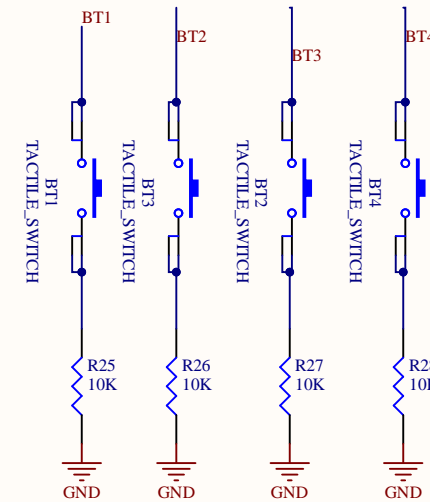 BT1
BT2
BT3
BT4
BT1
TACTILE_SWITCH
BT3
TACTILE_SWITCH
BT2
TACTILE_SWITCH
BT4
TACTILE_SWITCH
R25
10K
R26
10K
R27
10K
GND
GND
GND
GND